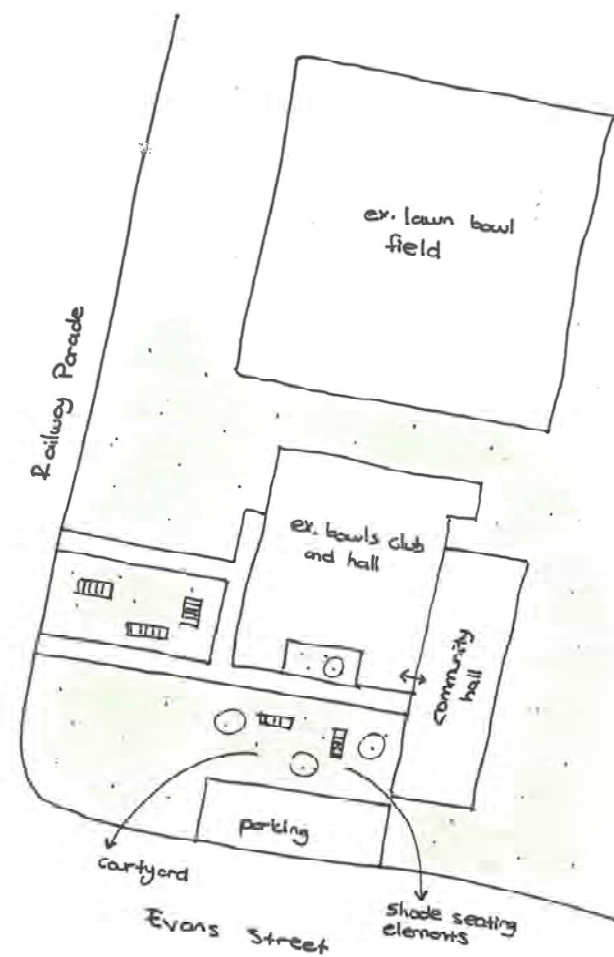 ex. lawn bowl
field
Railway Parade
ex. bowls club
and hall
community
hall
parking
courtyard
shade seating
elements
Evans Street